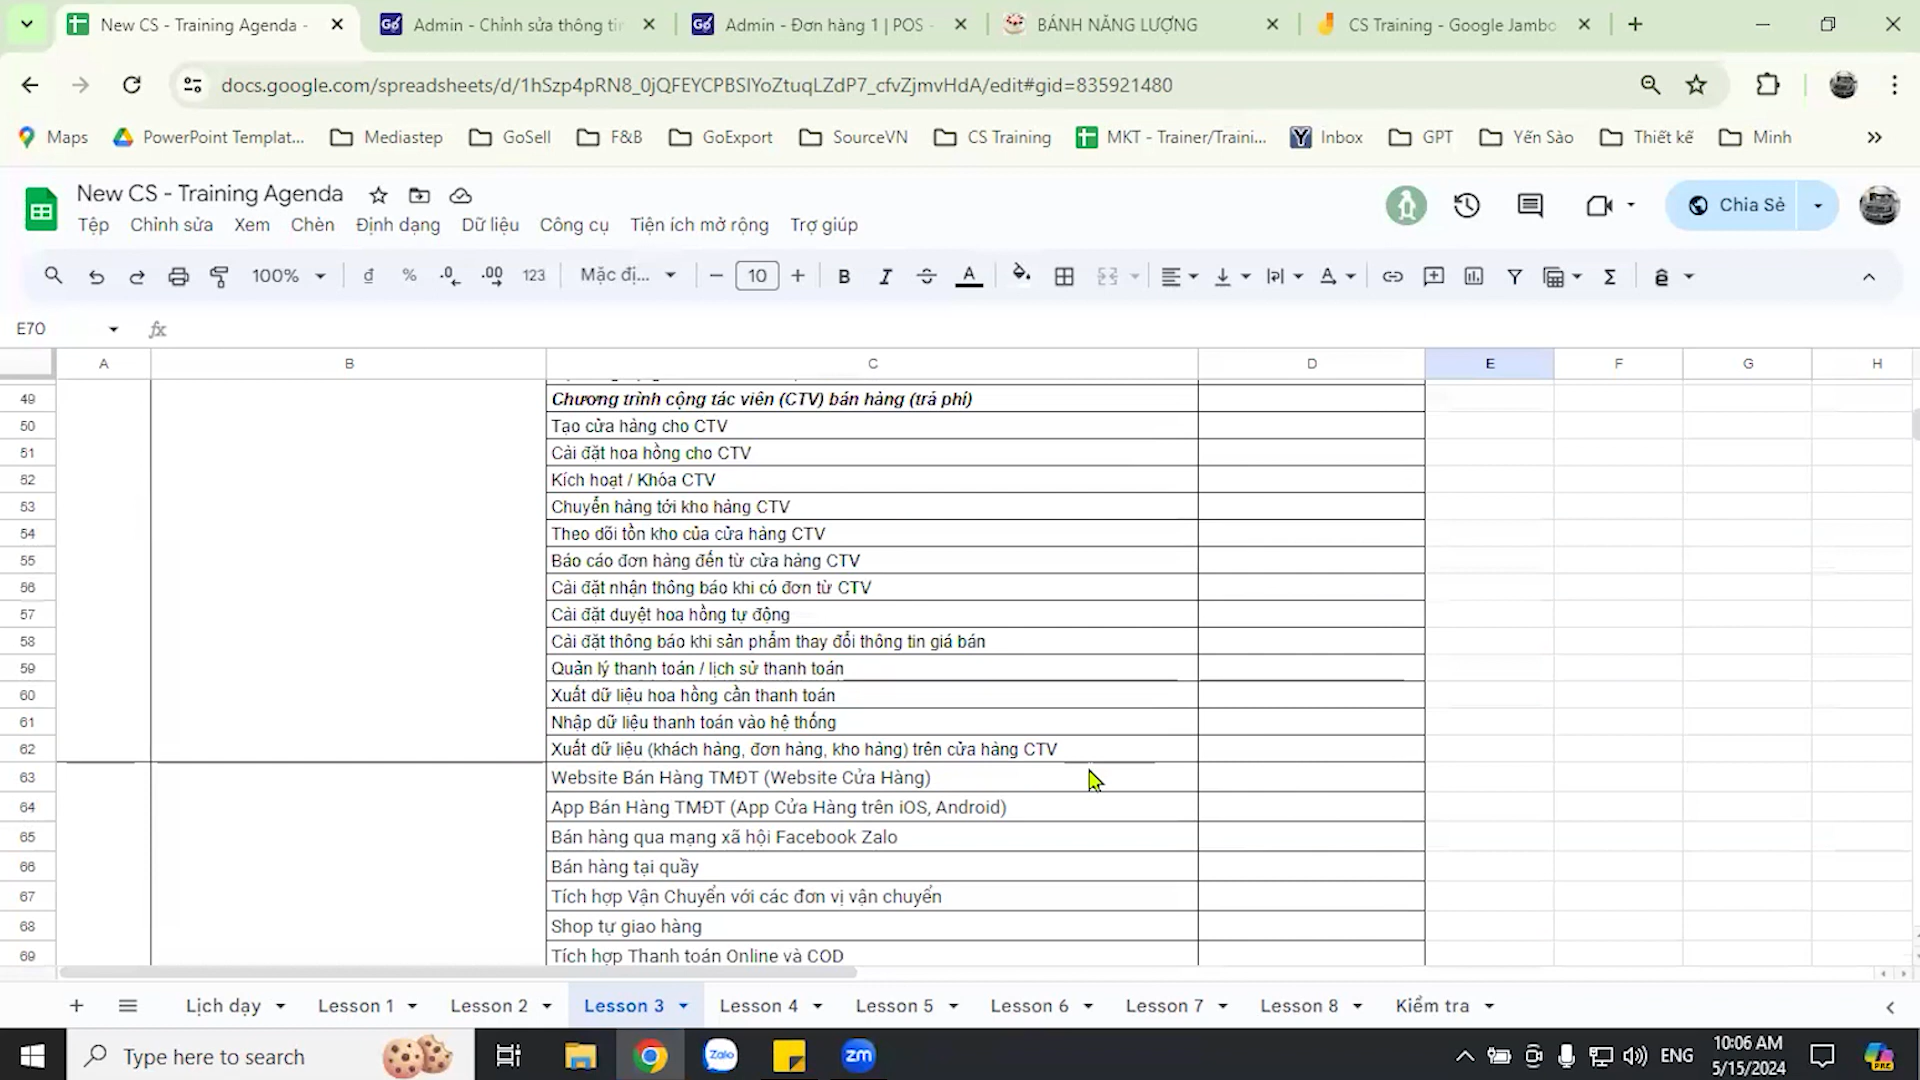 New CS - Training Agenda -
Admin - Chỉnh sửa thông tin
Admin - Đơn hàng 1 | POS -
BÁNH NĂNG LƯỢNG
CS Training - Google Jambo
docs.google.com/spreadsheets/d/1hSzp4pRN8_0jQFEYCPBSIYoZtuqLZdP7_cfvZjmvHdA/edit#gid=835921480
Maps
PowerPoint Templat...
Mediastep
GoSell
F&B
GoExport
SourceVN
CS Training
MKT - Trainer/Traini...
Inbox
GPT
Yến Sào
Thiết kế
Minh
New CS - Training Agenda
Tệp Chỉnh sửa Xem Chèn Định dạng Dữ liệu Công cụ Tiện ích mở rộng Trợ giúp
Chia Sẻ
100% đ % .0 .00 123 Mặc đị... 10 B I A
E70 fx
A B C D E F G H
49 Chương trình cộng tác viên (CTV) bán hàng (trả phí)
50 Tạo cửa hàng cho CTV
51 Cài đặt hoa hồng cho CTV
52 Kích hoạt / Khóa CTV
53 Chuyển hàng tới kho hàng CTV
54 Theo dõi tồn kho của cửa hàng CTV
55 Báo cáo đơn hàng đến từ cửa hàng CTV
56 Cài đặt nhận thông báo khi có đơn từ CTV
57 Cài đặt duyệt hoa hồng tự động
58 Cài đặt thông báo khi sản phẩm thay đổi thông tin giá bán
59 Quản lý thanh toán / lịch sử thanh toán
60 Xuất dữ liệu hoa hồng cần thanh toán
61 Nhập dữ liệu thanh toán vào hệ thống
62 Xuất dữ liệu (khách hàng, đơn hàng, kho hàng) trên cửa hàng CTV
63 Website Bán Hàng TMĐT (Website Cửa Hàng)
64 App Bán Hàng TMĐT (App Cửa Hàng trên iOS, Android)
65 Bán hàng qua mạng xã hội Facebook Zalo
66 Bán hàng tại quầy
67 Tích hợp Vận Chuyển với các đơn vị vận chuyển
68 Shop tự giao hàng
69 Tích hợp Thanh toán Online và COD
Lịch dạy Lesson 1 Lesson 2 Lesson 3 Lesson 4 Lesson 5 Lesson 6 Lesson 7 Lesson 8 Kiểm tra
Type here to search
Zalo
zm
ENG
10:06 AM
5/15/2024
PRE